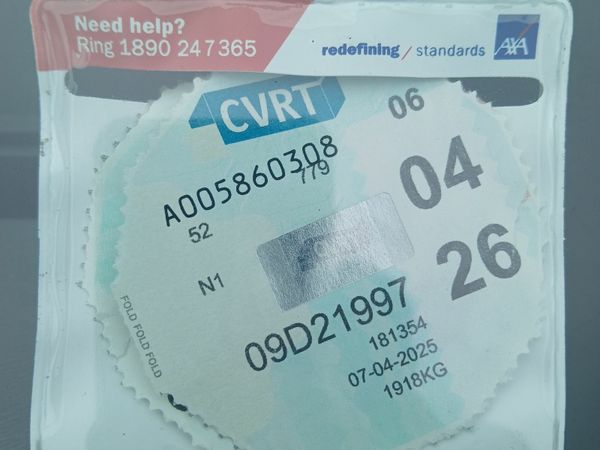 Need help?
Ring 1890 247365
redefining / standards AXA
CVRT
06
A005860308
779
04
52
26
N1
09D21997
FOLD FOLD FOLD
181354
07-04-2025
1918KG